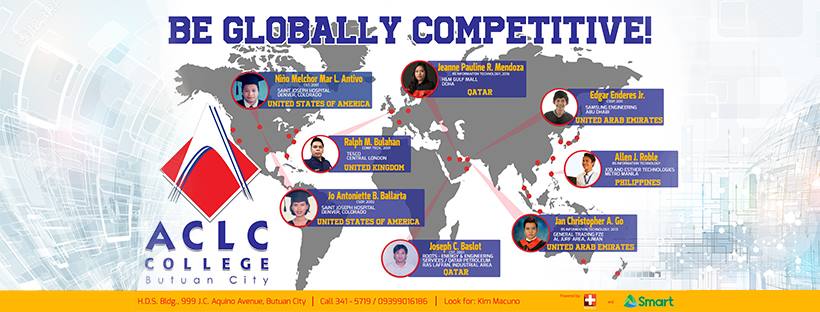 BE GLOBALLY COMPETITIVE!
Niño Melchor Mar L. Antivo
SAINT JOSEPH HOSPITAL
DENVER, COLORADO
UNITED STATES OF AMERICA
Jeanne Pauline R. Mendoza
BS INFORMATION TECHNOLOGY, 2016
H&M GULF MALL
DOHA
QATAR
Edgar Enderes Jr.
SAMSUNG ENGINEERING
ABU DHABI
UNITED ARAB EMIRATES
Ralph M. Bulahan
COMP. TECH., 2009
TESCO
CENTRAL LONDON
UNITED KINGDOM
Allen J. Roble
BS INFORMATION TECHNOLOGY
JOB AND ESTHER TECHNOLOGIES
METRO MANILA
PHILIPPINES
Jo Antoniette B. Ballarta
SAINT JOSEPH HOSPITAL
DENVER, COLORADO
UNITED STATES OF AMERICA
Jan Christopher A. Go
BS INFORMATION TECHNOLOGY, 2013
GENERAL TRADING FZE
AL JURF AREA, AJMAN
UNITED ARAB EMIRATES
Joseph C. Baslot
ROOTS - ENERGY & ENGINEERING
SERVICES / QATAR PETROLEUM
RAS LAFFAN, INDUSTRIAL AREA
QATAR
ACLC
COLLEGE
Butuan City
H.D.S. Bldg., 999 J.C. Aquino Avenue, Butuan City | Call 341 - 5719 / 09399016186 | Look for: Kim Macuno
Powered by: and Smart